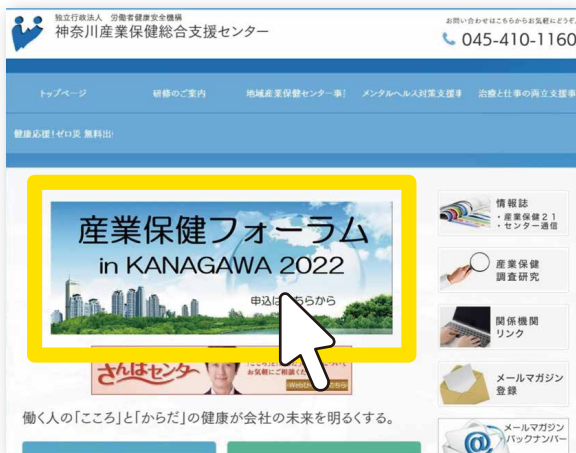 独立行政法人 労働者健康安全機構
神奈川産業保健総合支援センター
お問い合わせはこちらからお気軽にどうぞ。
045-410-1160
トップページ
研修のご案内
地域産業保健センター事
メンタルヘルス対策支援事
治療と仕事の両立支援事
健康応援!ゼロ災 無料出
産業保健フォーラム
in KANAGAWA 2022
申込は
ちらから
さんぽセンター
お気軽にご相談くだ
情報誌
・産業保健21
・センター通信
産業保健
調査研究
関係機関
リンク
メールマガジン
登録
メールマガジン
バックナンバー
働く人の「こころ」と「からだ」の健康が会社の未来を明るくする。